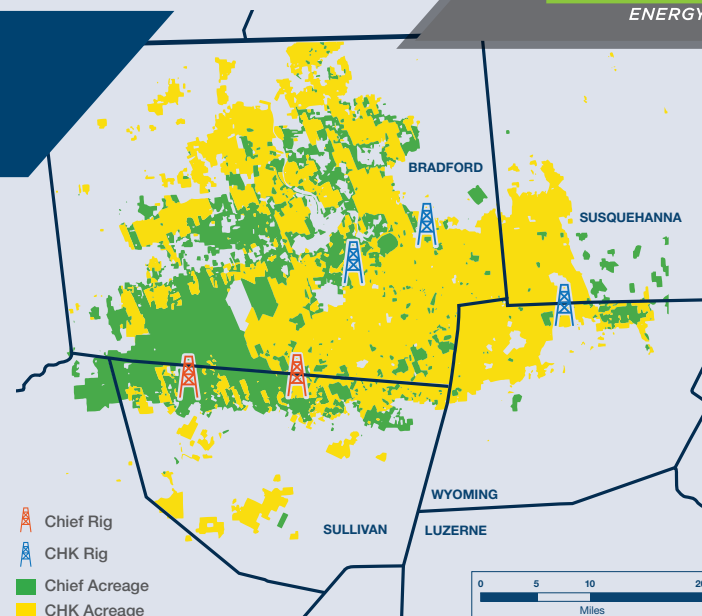 ENERGY
BRADFORD
SUSQUEHANNA
WYOMING
SULLIVAN
LUZERNE
Chief Rig
CHK Rig
Chief Acreage
CHK Acreage
0 5 10 20
Miles